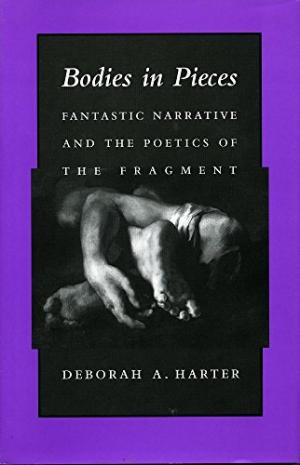 Bodies in Pieces
FANTASTIC NARRATIVE
AND THE POETICS OF
THE FRAGMENT
DEBORAH A. HARTER